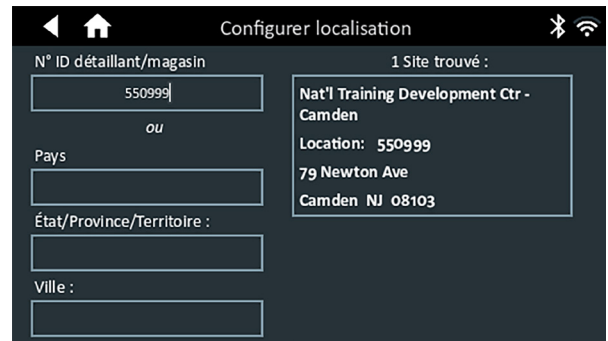 Configurer localisation
N° ID détaillant/magasin
550999
ou
Pays
État/Province/Territoire :
Ville :
1 Site trouvé :
Nat'l Training Development Ctr -
Camden
Location: 550999
79 Newton Ave
Camden NJ 08103